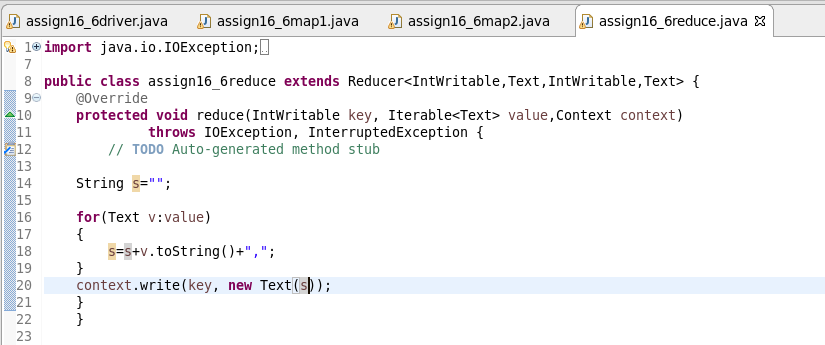 assign16_6driver.java assign16_6map1.java assign16_6map2.java assign16_6reduce.java
1 import java.io.IOException;
7
8 public class assign16_6reduce extends Reducer<IntWritable,Text,IntWritable,Text> {
9 @Override
10 protected void reduce(IntWritable key, Iterable<Text> value,Context context)
11 throws IOException, InterruptedException {
12 // TODO Auto-generated method stub
13
14 String s="";
15
16 for(Text v:value)
17 {
18 s=s+v.toString()+",";
19 }
20 context.write(key, new Text(s));
21 }
22 }
23